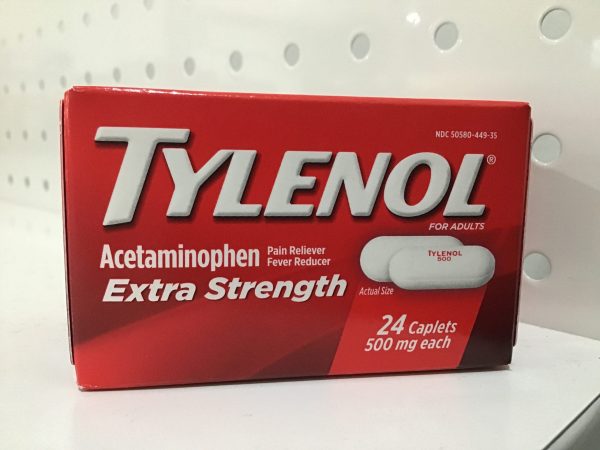 NDC 50580-449-35
TYLENOL®
FOR ADULTS
Acetaminophen Pain Reliever
Fever Reducer
Extra Strength
TYLENOL
500
Actual Size
24 Caplets
500 mg each